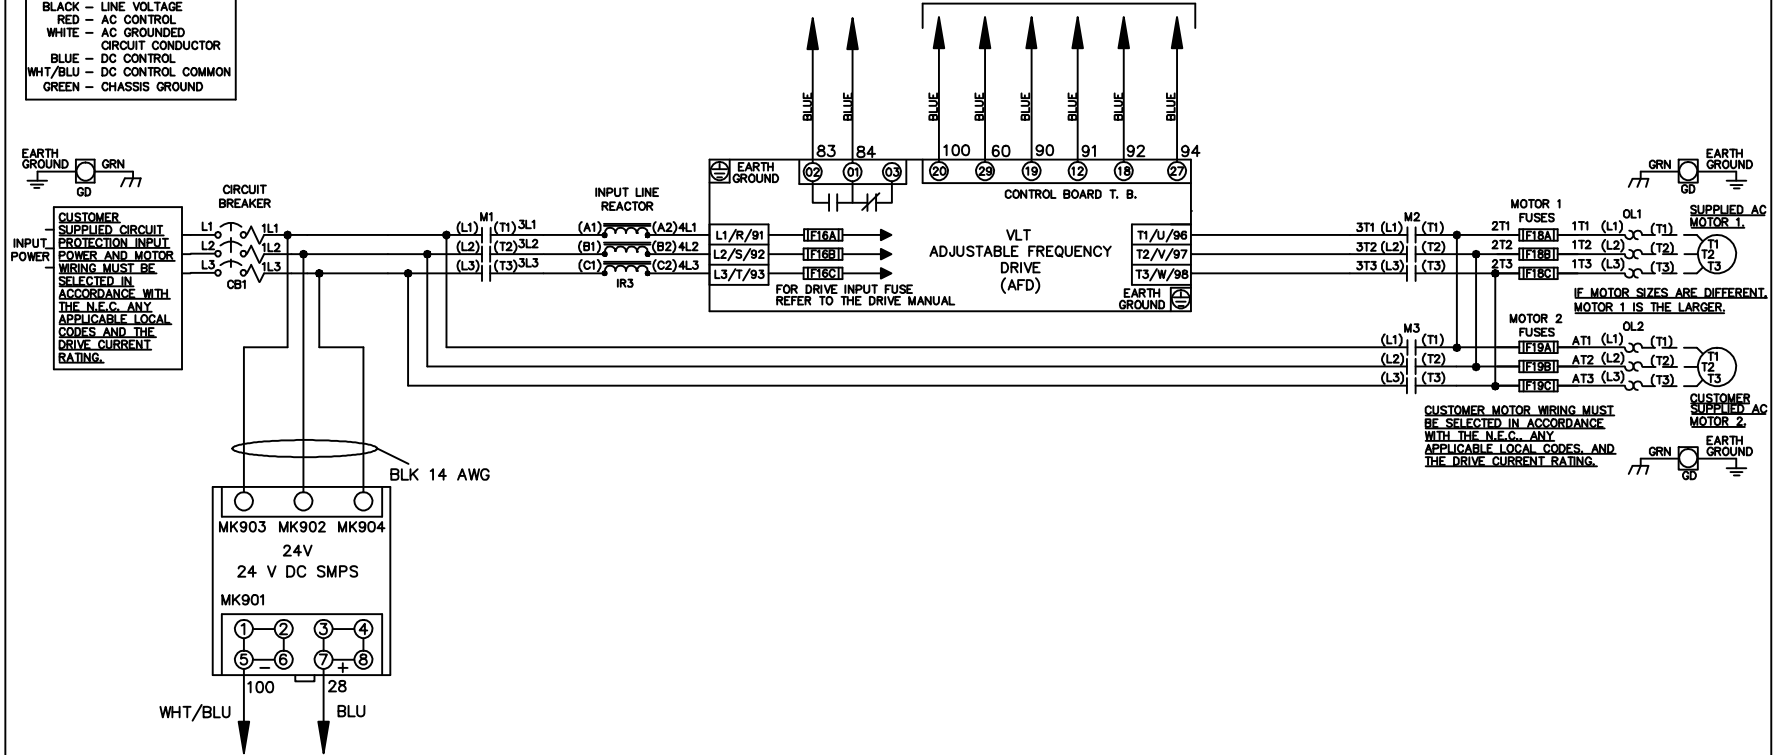 BLACK – LINE VOLTAGE
RED – AC CONTROL
WHITE – AC GROUNDED
CIRCUIT CONDUCTOR
BLUE – DC CONTROL
WHT/BLU – DC CONTROL COMMON
GREEN – CHASSIS GROUND
BLUE BLUE BLUE BLUE BLUE BLUE BLUE BLUE
83 84 100 60 90 91 92 94
02 01 03 20 29 19 12 18 27
EARTH
GROUND
CONTROL BOARD T. B.
EARTH
GROUND
GRN
GD
CUSTOMER
SUPPLIED CIRCUIT
PROTECTION INPUT
POWER AND MOTOR
WIRING MUST BE
SELECTED IN
ACCORDANCE WITH
THE N.E.C. ANY
APPLICABLE LOCAL
CODES AND THE
DRIVE CURRENT
RATING.
INPUT
POWER
CIRCUIT
BREAKER
L1 1L1
L2 1L2
L3 1L3
CB1
M1
(L1) (T1) 3L1
(L2) (T2) 3L2
(L3) (T3) 3L3
INPUT LINE
REACTOR
(A1) (A2) 4L1
(B1) (B2) 4L2
(C1) (C2) 4L3
IR3
L1/R/91 F16A
L2/S/92 F16B
L3/T/93 F16C
FOR DRIVE INPUT FUSE
REFER TO THE DRIVE MANUAL
VLT
ADJUSTABLE FREQUENCY
DRIVE
(AFD)
T1/U/96
T2/V/97
T3/W/98
EARTH
GROUND
M2
3T1 (L1) (T1)
3T2 (L2) (T2)
3T3 (L3) (T3)
MOTOR 1
FUSES
2T1 F18A 1T1
2T2 F18B 1T2
2T3 F18C 1T3
OL1
(L1) (T1)
(L2) (T2)
(L3) (T3)
GRN
EARTH
GROUND
GD
SUPPLIED AC
MOTOR 1.
T1
T2
T3
IF MOTOR SIZES ARE DIFFERENT,
MOTOR 1 IS THE LARGER.
M3
(L1) (T1)
(L2) (T2)
(L3) (T3)
MOTOR 2
FUSES
F19A AT1
F19B AT2
F19C AT3
OL2
(L1) (T1)
(L2) (T2)
(L3) (T3)
T1
T2
T3
CUSTOMER
SUPPLIED AC
MOTOR 2.
CUSTOMER MOTOR WIRING MUST
BE SELECTED IN ACCORDANCE
WITH THE N.E.C., ANY
APPLICABLE LOCAL CODES, AND
THE DRIVE CURRENT RATING.
GRN
EARTH
GROUND
GD
BLK 14 AWG
MK903 MK902 MK904
24V
24 V DC SMPS
MK901
1 2 3 4
5 6 7 8
– +
100 28
WHT/BLU BLU